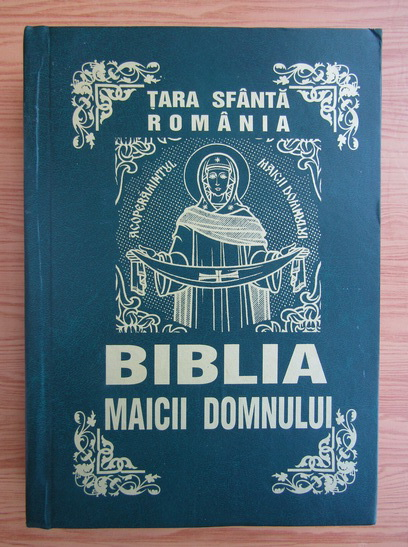 ȚARA SFÂNTĂ
ROMÂNIA
ACOPERĂMÂNTUL
MAICII DOMNULUI
BIBLIA
MAICII DOMNULUI